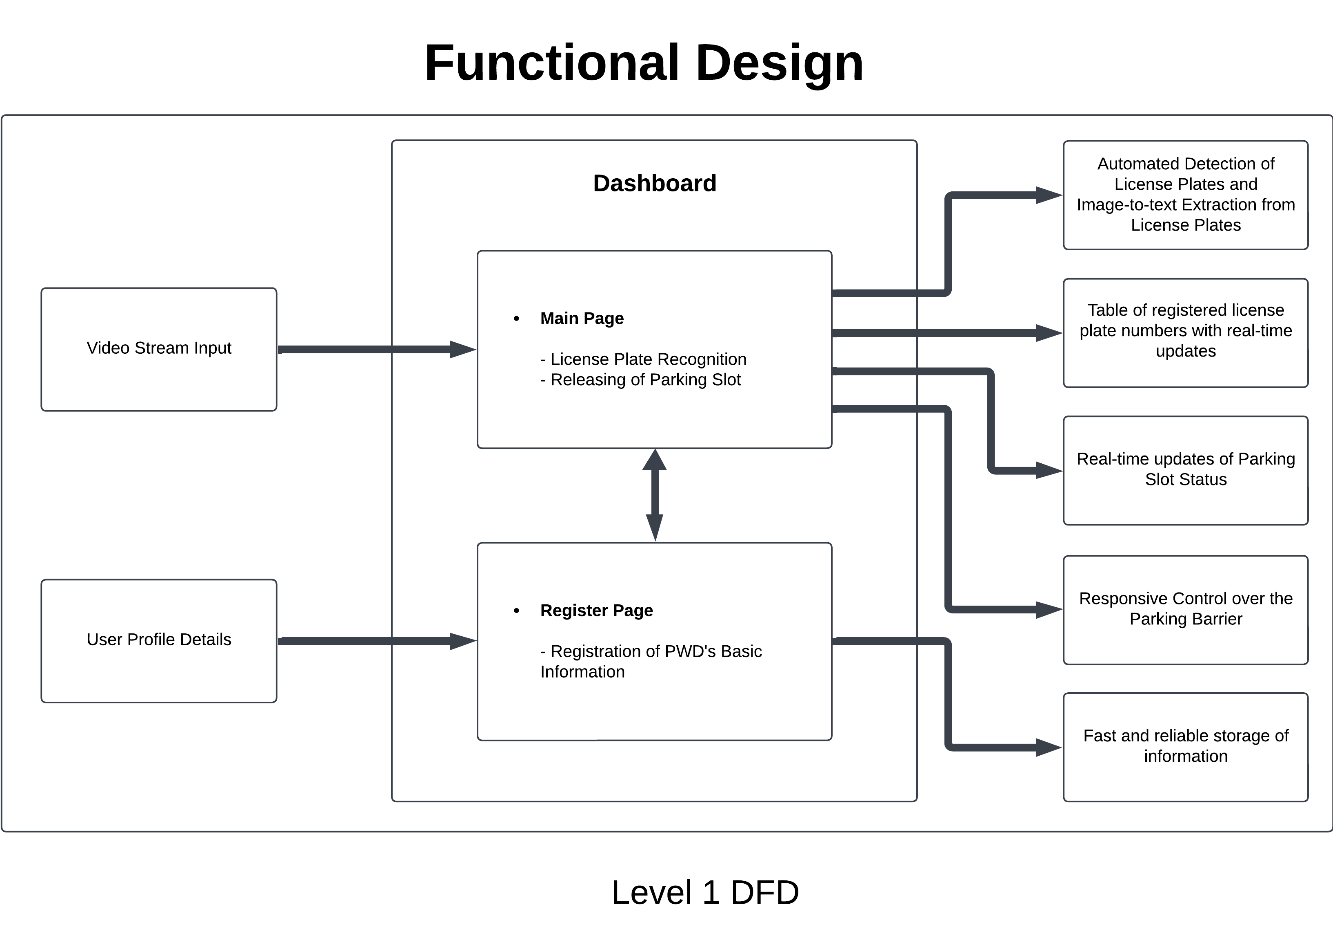 Functional Design
Dashboard
Video Stream Input
• Main Page
- License Plate Recognition
- Releasing of Parking Slot
User Profile Details
• Register Page
- Registration of PWD's Basic
Information
Automated Detection of
License Plates and
Image-to-text Extraction from
License Plates
Table of registered license
plate numbers with real-time
updates
Real-time updates of Parking
Slot Status
Responsive Control over the
Parking Barrier
Fast and reliable storage of
information
Level 1 DFD